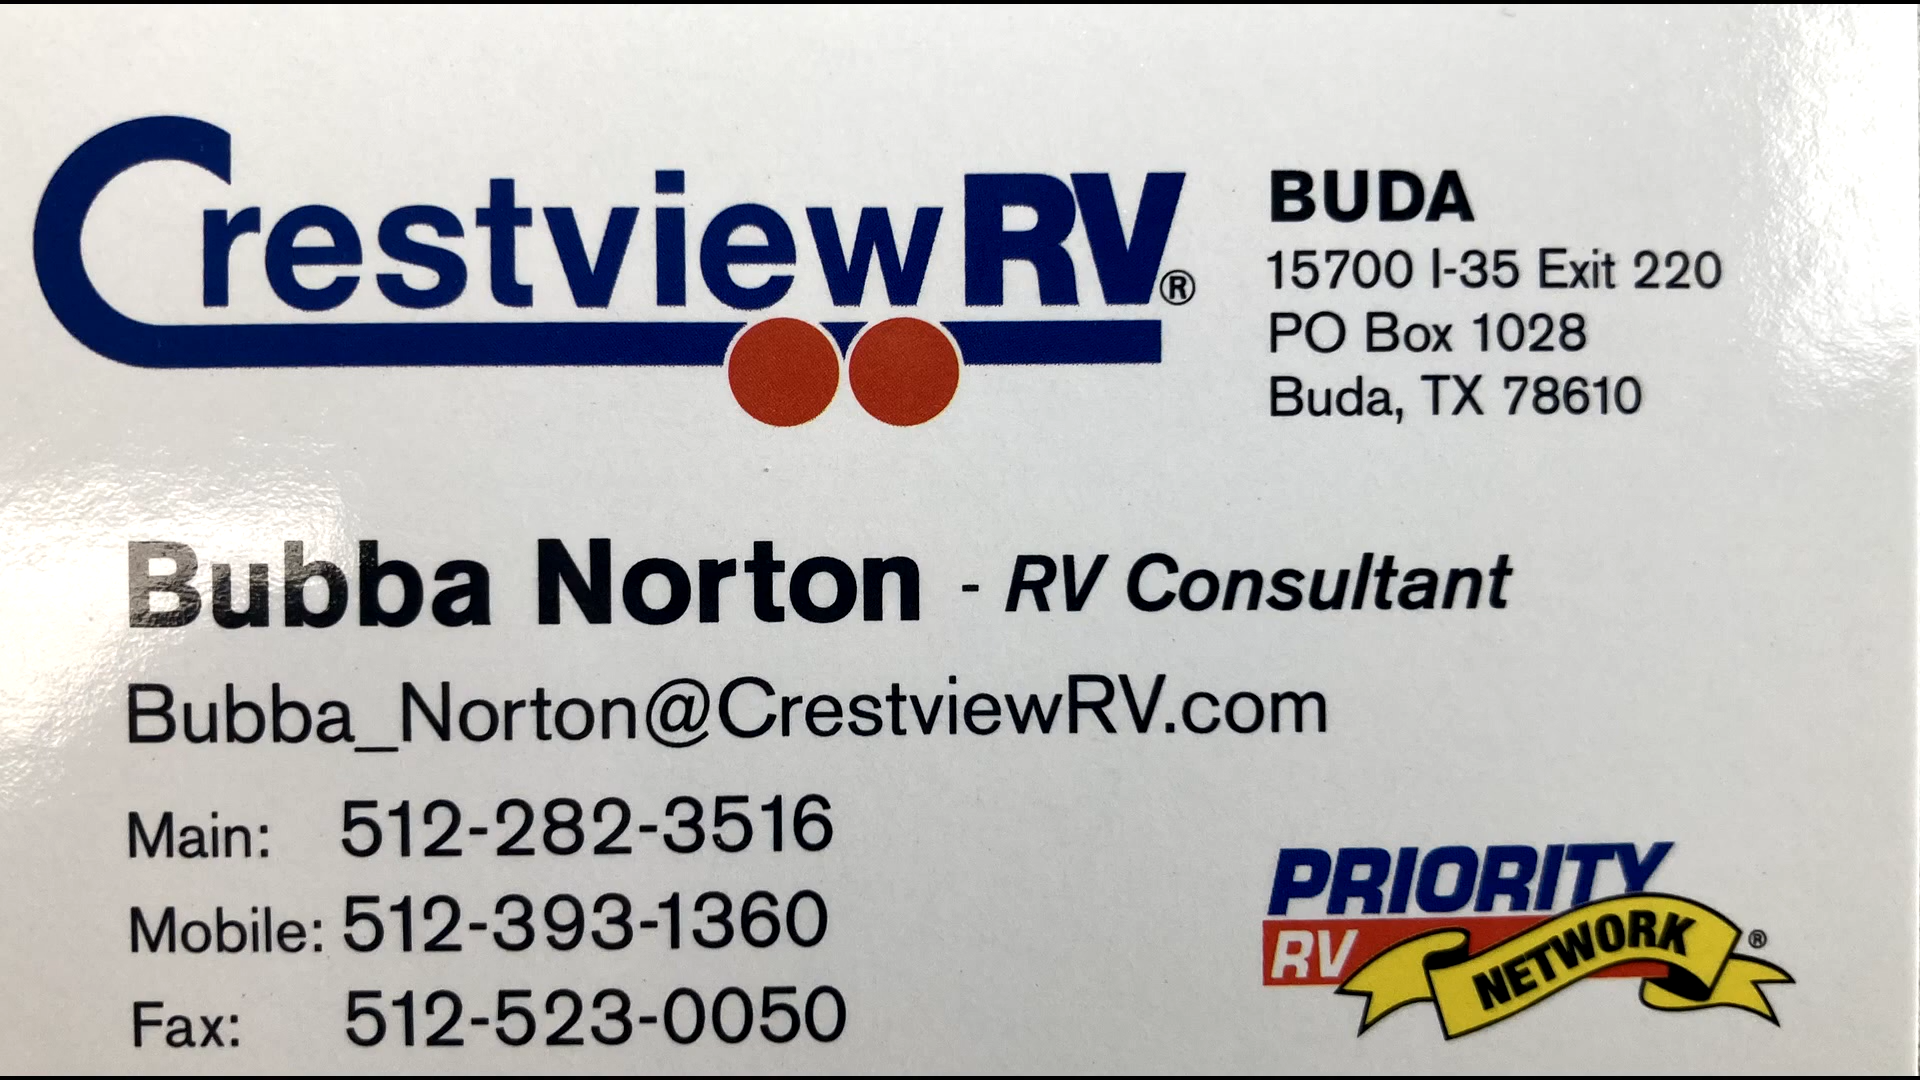 CrestviewRV®
BUDA
15700 I-35 Exit 220
PO Box 1028
Buda, TX 78610
Bubba Norton - RV Consultant
Bubba_Norton@CrestviewRV.com
Main: 512-282-3516
Mobile: 512-393-1360
Fax: 512-523-0050
PRIORITY
RV NETWORK®